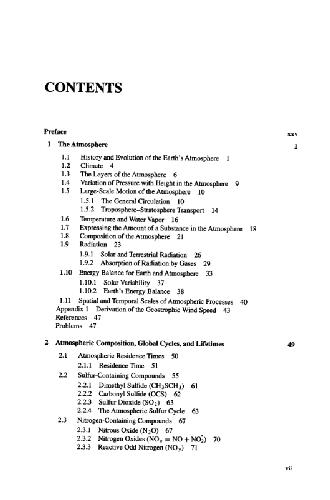 CONTENTS
Preface xxv
1 The Atmosphere 1
1.1 History and Evolution of the Earth's Atmosphere 1
1.2 Climate 4
1.3 The Layers of the Atmosphere 6
1.4 Variation of Pressure with Height in the Atmosphere 9
1.5 Large-Scale Motion of the Atmosphere 10
1.5.1 The General Circulation 10
1.5.2 Troposphere–Stratosphere Transport 14
1.6 Temperature and Water Vapor 16
1.7 Expressing the Amount of a Substance in the Atmosphere 18
1.8 Composition of the Atmosphere 21
1.9 Radiation 23
1.9.1 Solar and Terrestrial Radiation 26
1.9.2 Absorption of Radiation by Gases 29
1.10 Energy Balance for Earth and Atmosphere 33
1.10.1 Solar Variability 37
1.10.2 Earth's Energy Balance 38
1.11 Spatial and Temporal Scales of Atmospheric Processes 40
Appendix 1 Derivation of the Geostrophic Wind Speed 43
References 47
Problems 47
2 Atmospheric Composition, Global Cycles, and Lifetimes 49
2.1 Atmospheric Residence Times 50
2.1.1 Residence Time 51
2.2 Sulfur-Containing Compounds 55
2.2.1 Dimethyl Sulfide (CH₃SCH₃) 61
2.2.2 Carbonyl Sulfide (OCS) 62
2.2.3 Sulfur Dioxide (SO₂) 63
2.2.4 The Atmospheric Sulfur Cycle 63
2.3 Nitrogen-Containing Compounds 67
2.3.1 Nitrous Oxide (N₂O) 67
2.3.2 Nitrogen Oxides (NOₓ = NO + NO₂) 70
2.3.3 Reactive Odd Nitrogen (NOᵧ) 71
vii